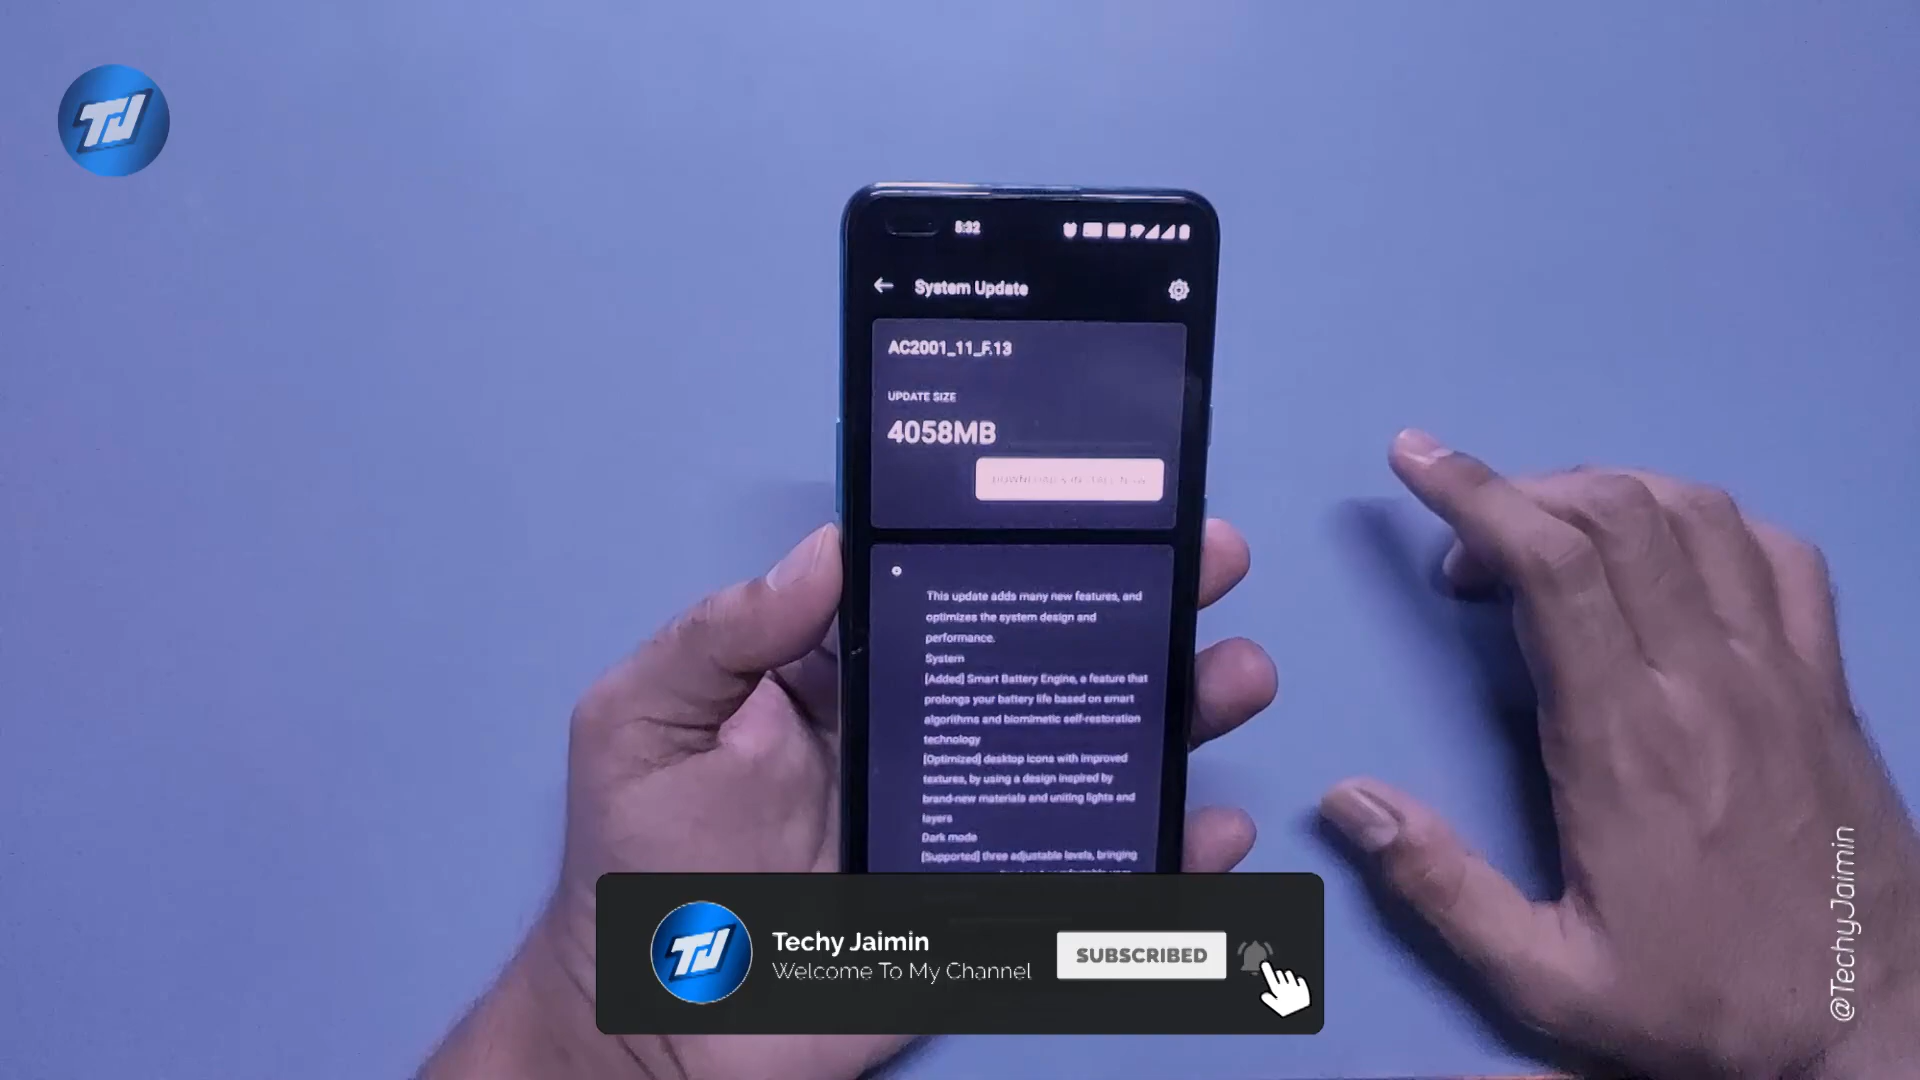 TJ
8:32
System Update
AC2001_11_F.13
UPDATE SIZE
4058MB
DOWNLOAD & INSTALL NOW
This update adds many new features, and
optimizes the system design and
performance.
System
[Added] Smart Battery Engine, a feature that
prolongs your battery life based on smart
algorithms and biomimetic self-restoration
technology
[Optimized] desktop icons with improved
textures, by using a design inspired by
brand-new materials and uniting lights and
layers
Dark mode
[Supported] three adjustable levels, bringing
TJ
Techy Jaimin
Welcome To My Channel
SUBSCRIBED
@TechyJaimin